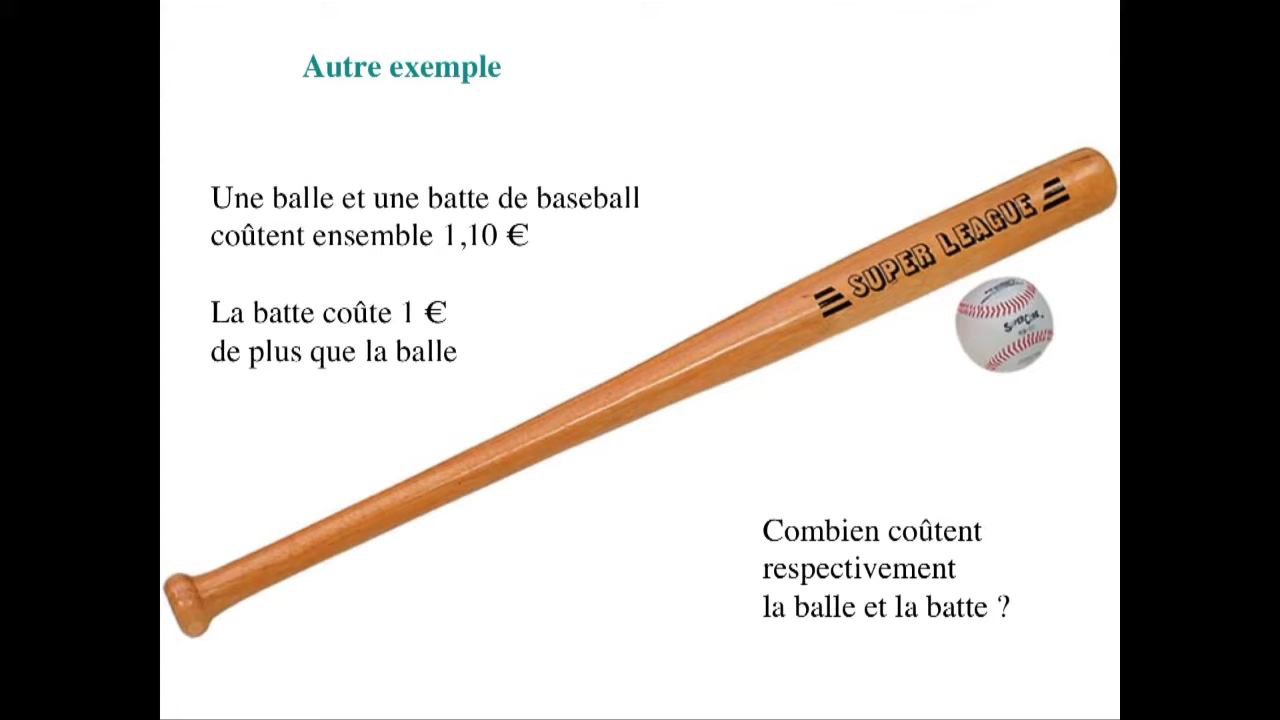 Autre exemple
Une balle et une batte de baseball
coûtent ensemble 1,10 €
La batte coûte 1 €
de plus que la balle
SUPER LEAGUE
Combien coûtent
respectivement
la balle et la batte ?